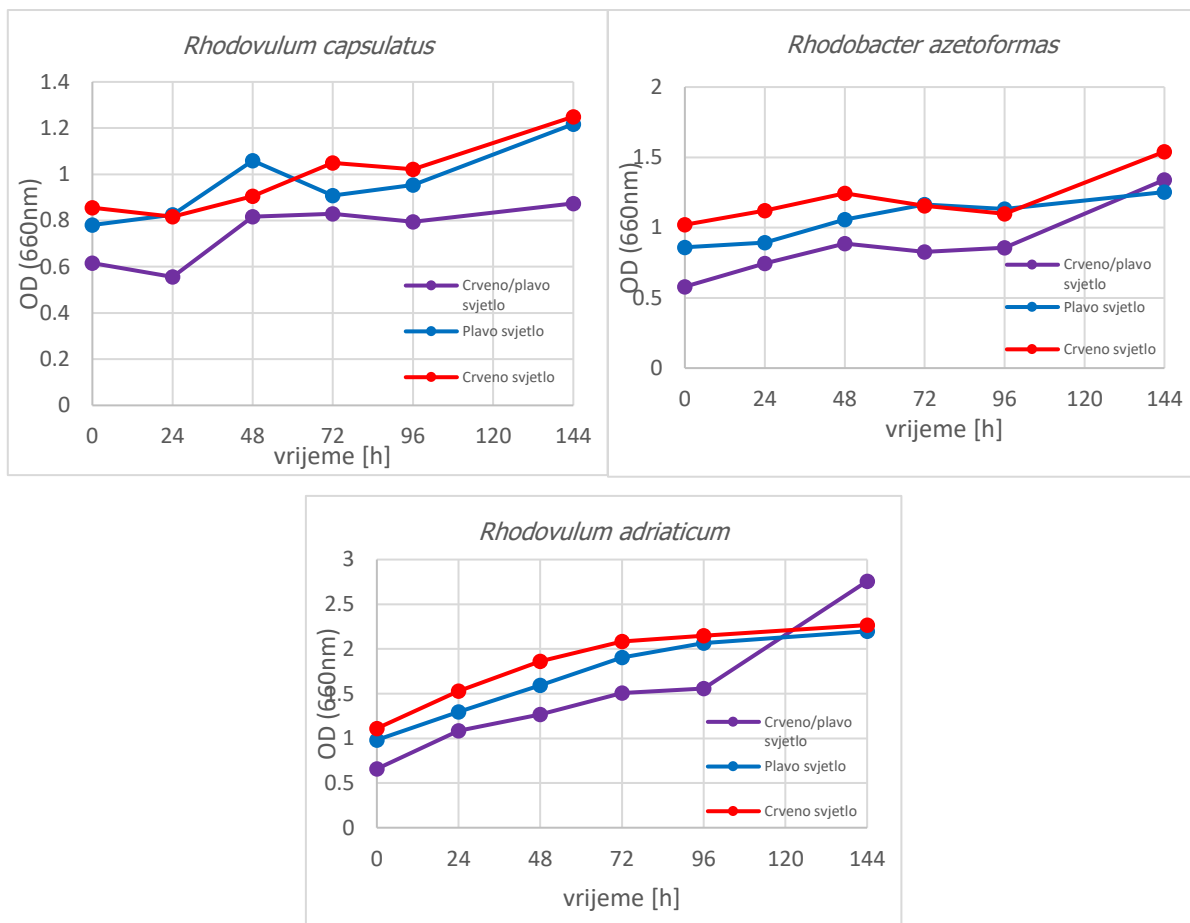 Rhodovulum capsulatus
1.4
1.2
1
0.8
0.6
0.4
0.2
0
OD (660nm)
0 24 48 72 96 120 144
vrijeme [h]
Crveno/plavo
svjetlo
Plavo svjetlo
Crveno svjetlo
Rhodobacter azetoformas
2
1.5
1
0.5
0
OD (660nm)
0 24 48 72 96 120 144
vrijeme [h]
Crveno/plavo
svjetlo
Plavo svjetlo
Crveno svjetlo
Rhodovulum adriaticum
3
2.5
2
1.5
1
0.5
0
OD (660nm)
0 24 48 72 96 120 144
vrijeme [h]
Crveno/plavo
svjetlo
Plavo svjetlo
Crveno svjetlo